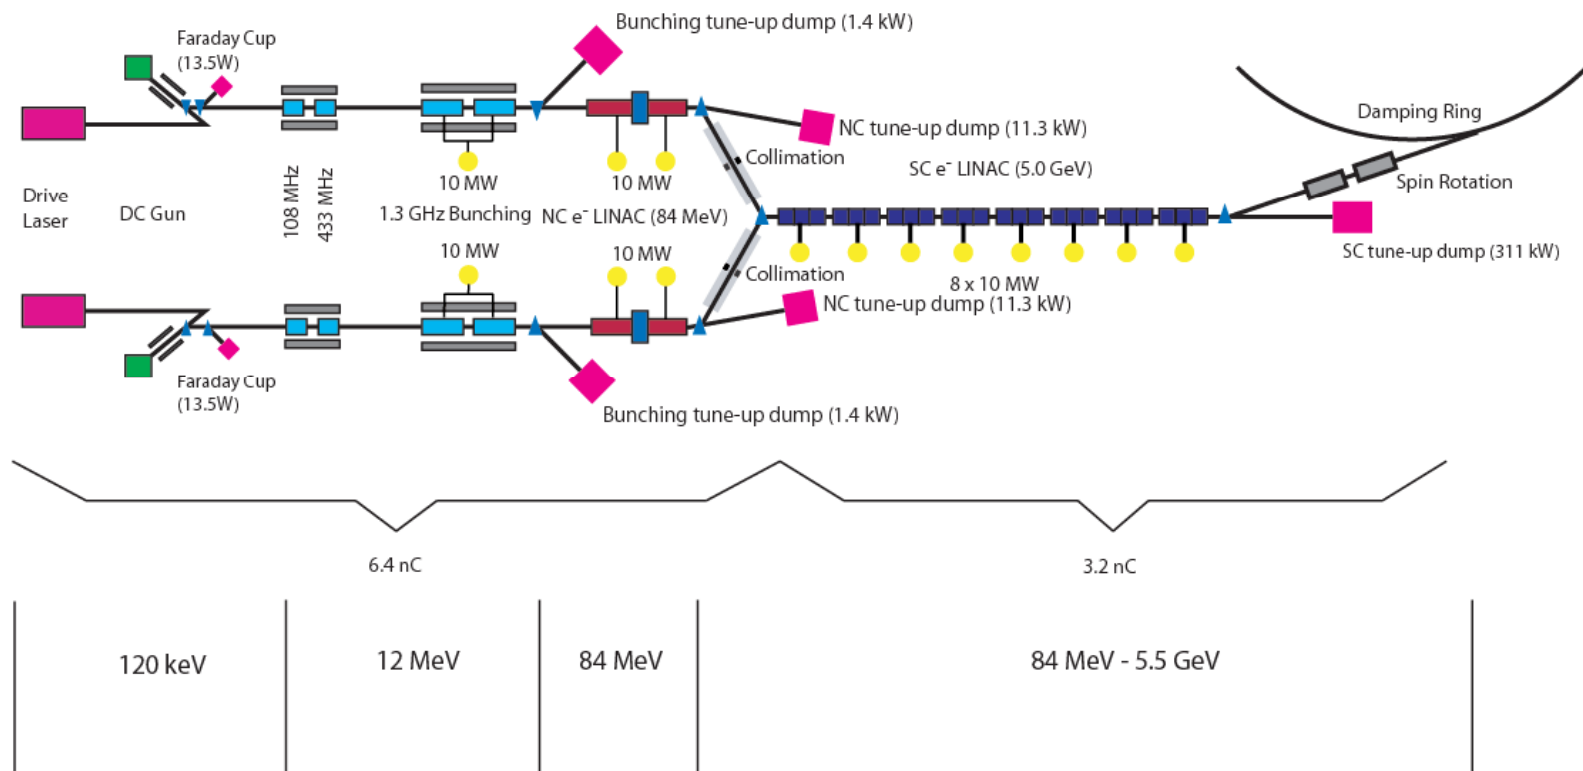 Bunching tune-up dump (1.4 kW)
Faraday Cup
(13.5W)
Damping Ring
NC tune-up dump (11.3 kW)
Collimation
SC e⁻ LINAC (5.0 GeV)
Spin Rotation
10 MW
10 MW
Drive
Laser
DC Gun
108 MHz
433 MHz
1.3 GHz Bunching
NC e⁻ LINAC (84 MeV)
10 MW
10 MW
SC tune-up dump (311 kW)
Collimation
8 x 10 MW
NC tune-up dump (11.3 kW)
Faraday Cup
(13.5W)
Bunching tune-up dump (1.4 kW)
6.4 nC
3.2 nC
120 keV
12 MeV
84 MeV
84 MeV - 5.5 GeV